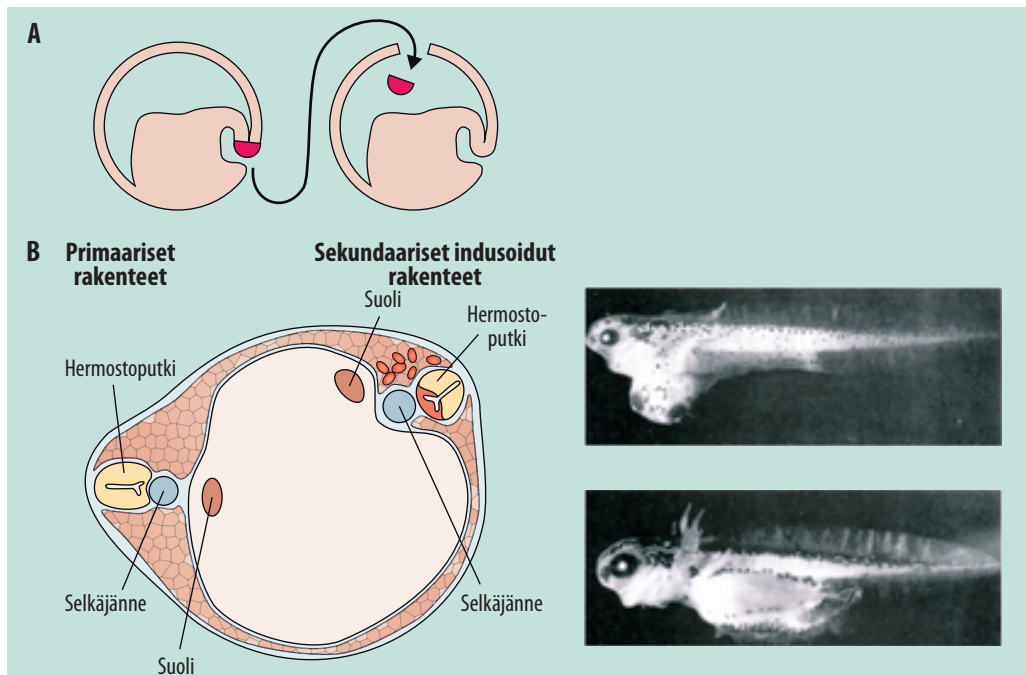 A
B
Primaariset
rakenteet
Sekundaariset indusoidut
rakenteet
Suoli
Hermosto-
putki
Hermostoputki
Selkäjänne
Selkäjänne
Suoli